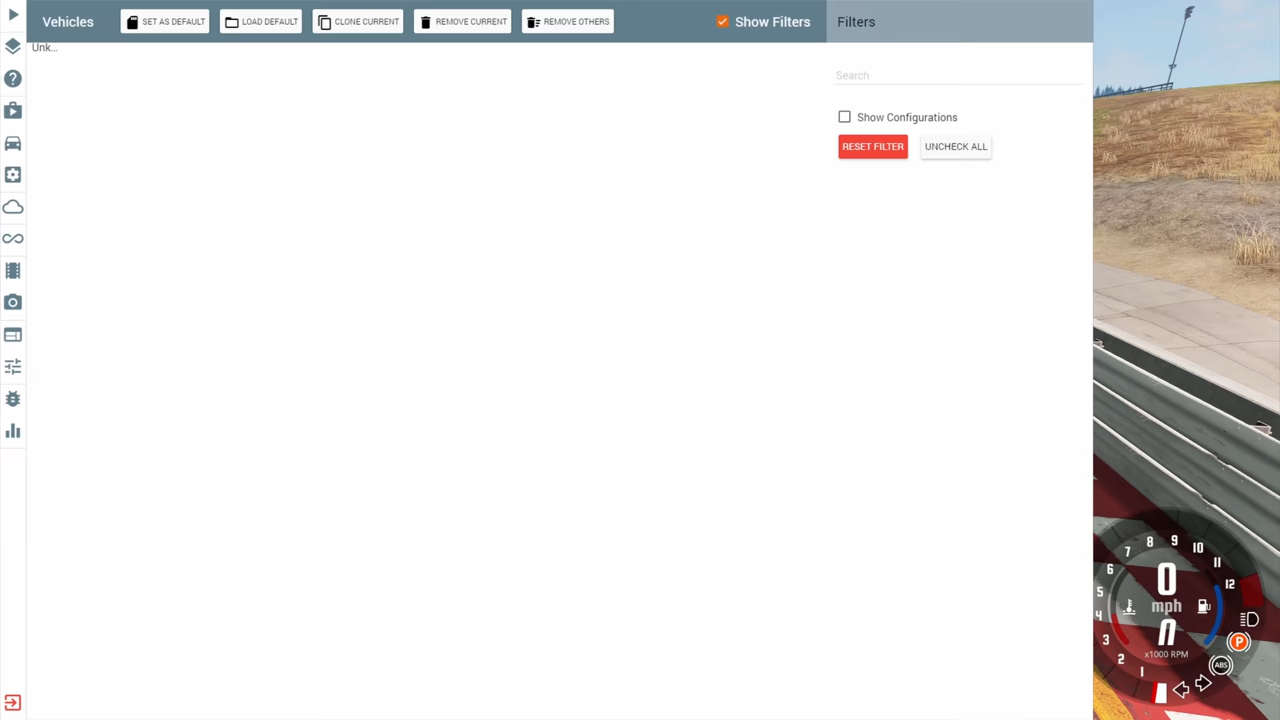 Vehicles
SET AS DEFAULT
LOAD DEFAULT
CLONE CURRENT
REMOVE CURRENT
REMOVE OTHERS
Show Filters
Filters
Unk...
Search
Show Configurations
RESET FILTER
UNCHECK ALL
1
2
3
4
5
6
7
8
9
10
11
12
0
mph
n
x1000 RPM
P
ABS